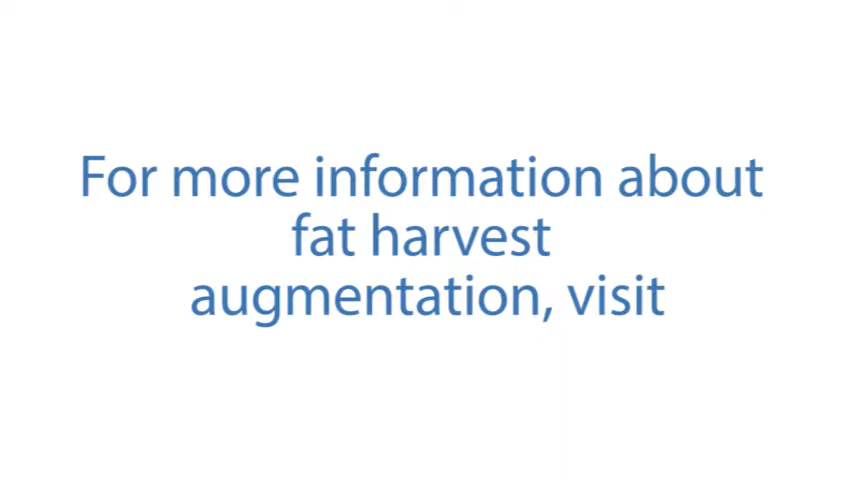 For more information about
fat harvest
augmentation, visit